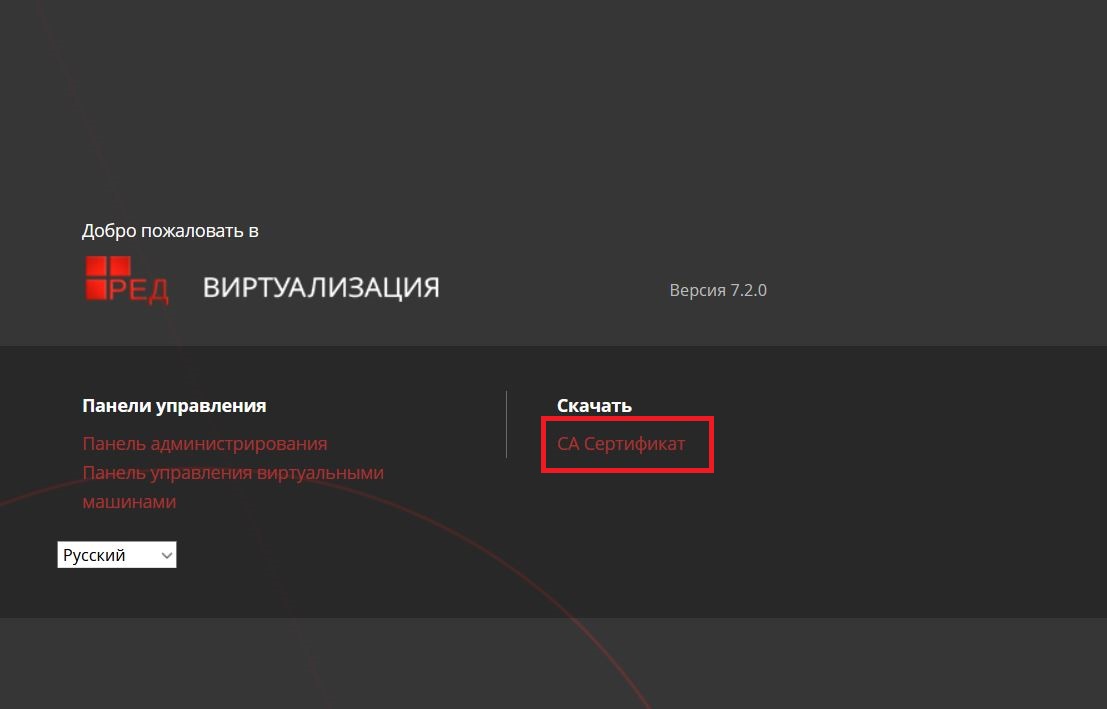 Добро пожаловать в
РЕД ВИРТУАЛИЗАЦИЯ
Версия 7.2.0
Панели управления
Панель администрирования
Панель управления виртуальными
машинами
Скачать
CA Сертификат
Русский